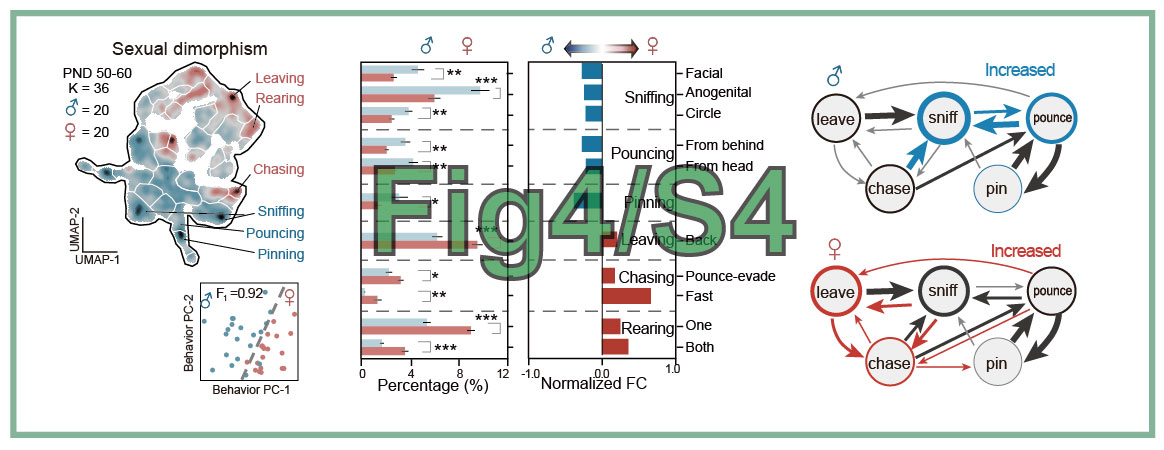 Sexual dimorphism
PND 50-60
K = 36
♂ = 20
♀ = 20
Leaving
Rearing
Chasing
Sniffing
Pouncing
Pinning
UMAP-2
UMAP-1
♂ F1 =0.92 ♀
Behavior PC-2
Behavior PC-1
♂ ♀
**
***
**
**
**
*
***
*
**
***
***
0 4 8 12
Percentage (%)
♂ ♀
Sniffing
Pouncing
Pinning
Leaving
Chasing
Rearing
Facial
Anogenital
Circle
From behind
From head
Back
Pounce-evade
Fast
One
Both
-1.0 0 1.0
Normalized FC
Fig4/S4
♂
Increased
leave
sniff
pounce
chase
pin
♀
Increased
leave
sniff
pounce
chase
pin